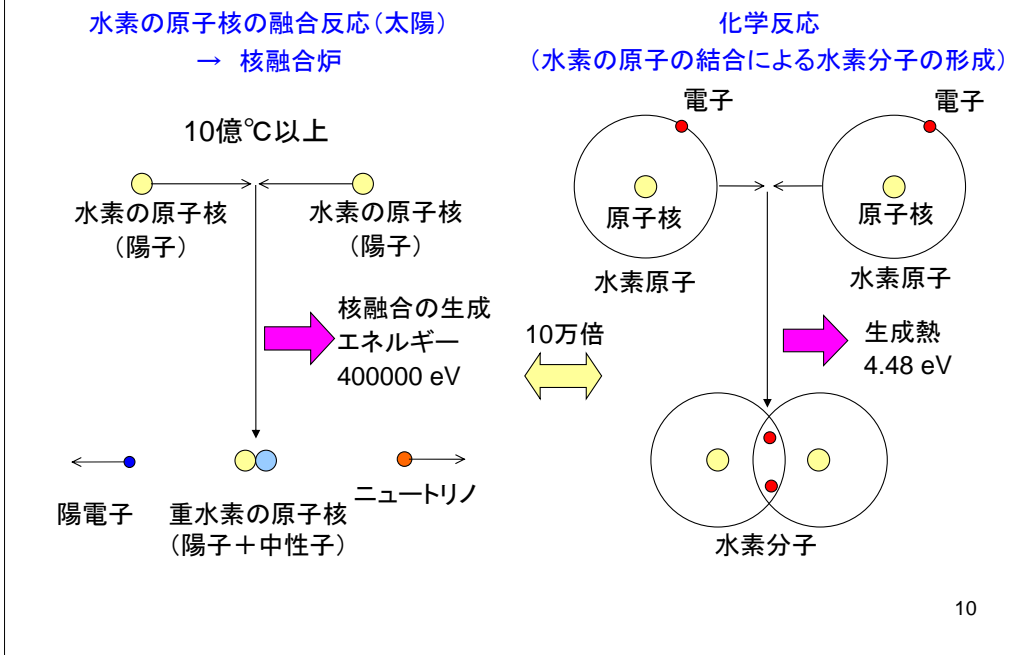 水素の原子核の融合反応(太陽)
→ 核融合炉
10億℃以上
水素の原子核
(陽子)
水素の原子核
(陽子)
核融合の生成
エネルギー
400000 eV
陽電子
重水素の原子核
(陽子+中性子)
ニュートリノ
10万倍
化学反応
(水素の原子の結合による水素分子の形成)
電子
電子
原子核
原子核
水素原子
水素原子
生成熱
4.48 eV
水素分子
10